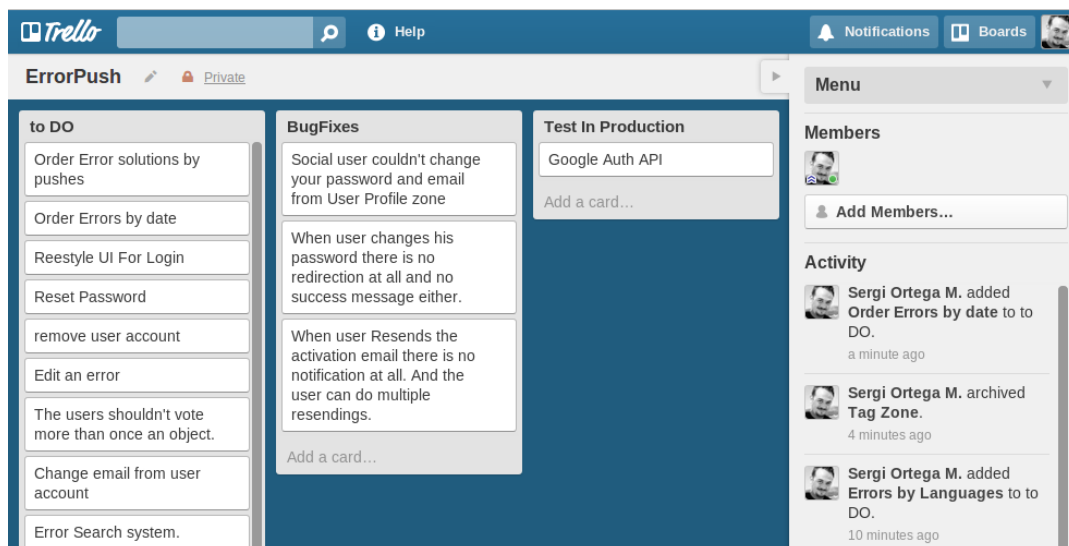 Trello
Help
Notifications
Boards
ErrorPush
Private
to DO
Order Error solutions by
pushes
Order Errors by date
Reestyle UI For Login
Reset Password
remove user account
Edit an error
The users shouldn't vote
more than once an object.
Change email from user
account
Error Search system.
BugFixes
Social user couldn't change
your password and email
from User Profile zone
When user changes his
password there is no
redirection at all and no
success message either.
When user Resends the
activation email there is no
notification at all. And the
user can do multiple
resendings.
Add a card…
Test In Production
Google Auth API
Add a card…
Menu
Members
Add Members…
Activity
Sergi Ortega M. added
Order Errors by date to to
DO.
a minute ago
Sergi Ortega M. archived
Tag Zone.
4 minutes ago
Sergi Ortega M. added
Errors by Languages to to
DO.
10 minutes ago